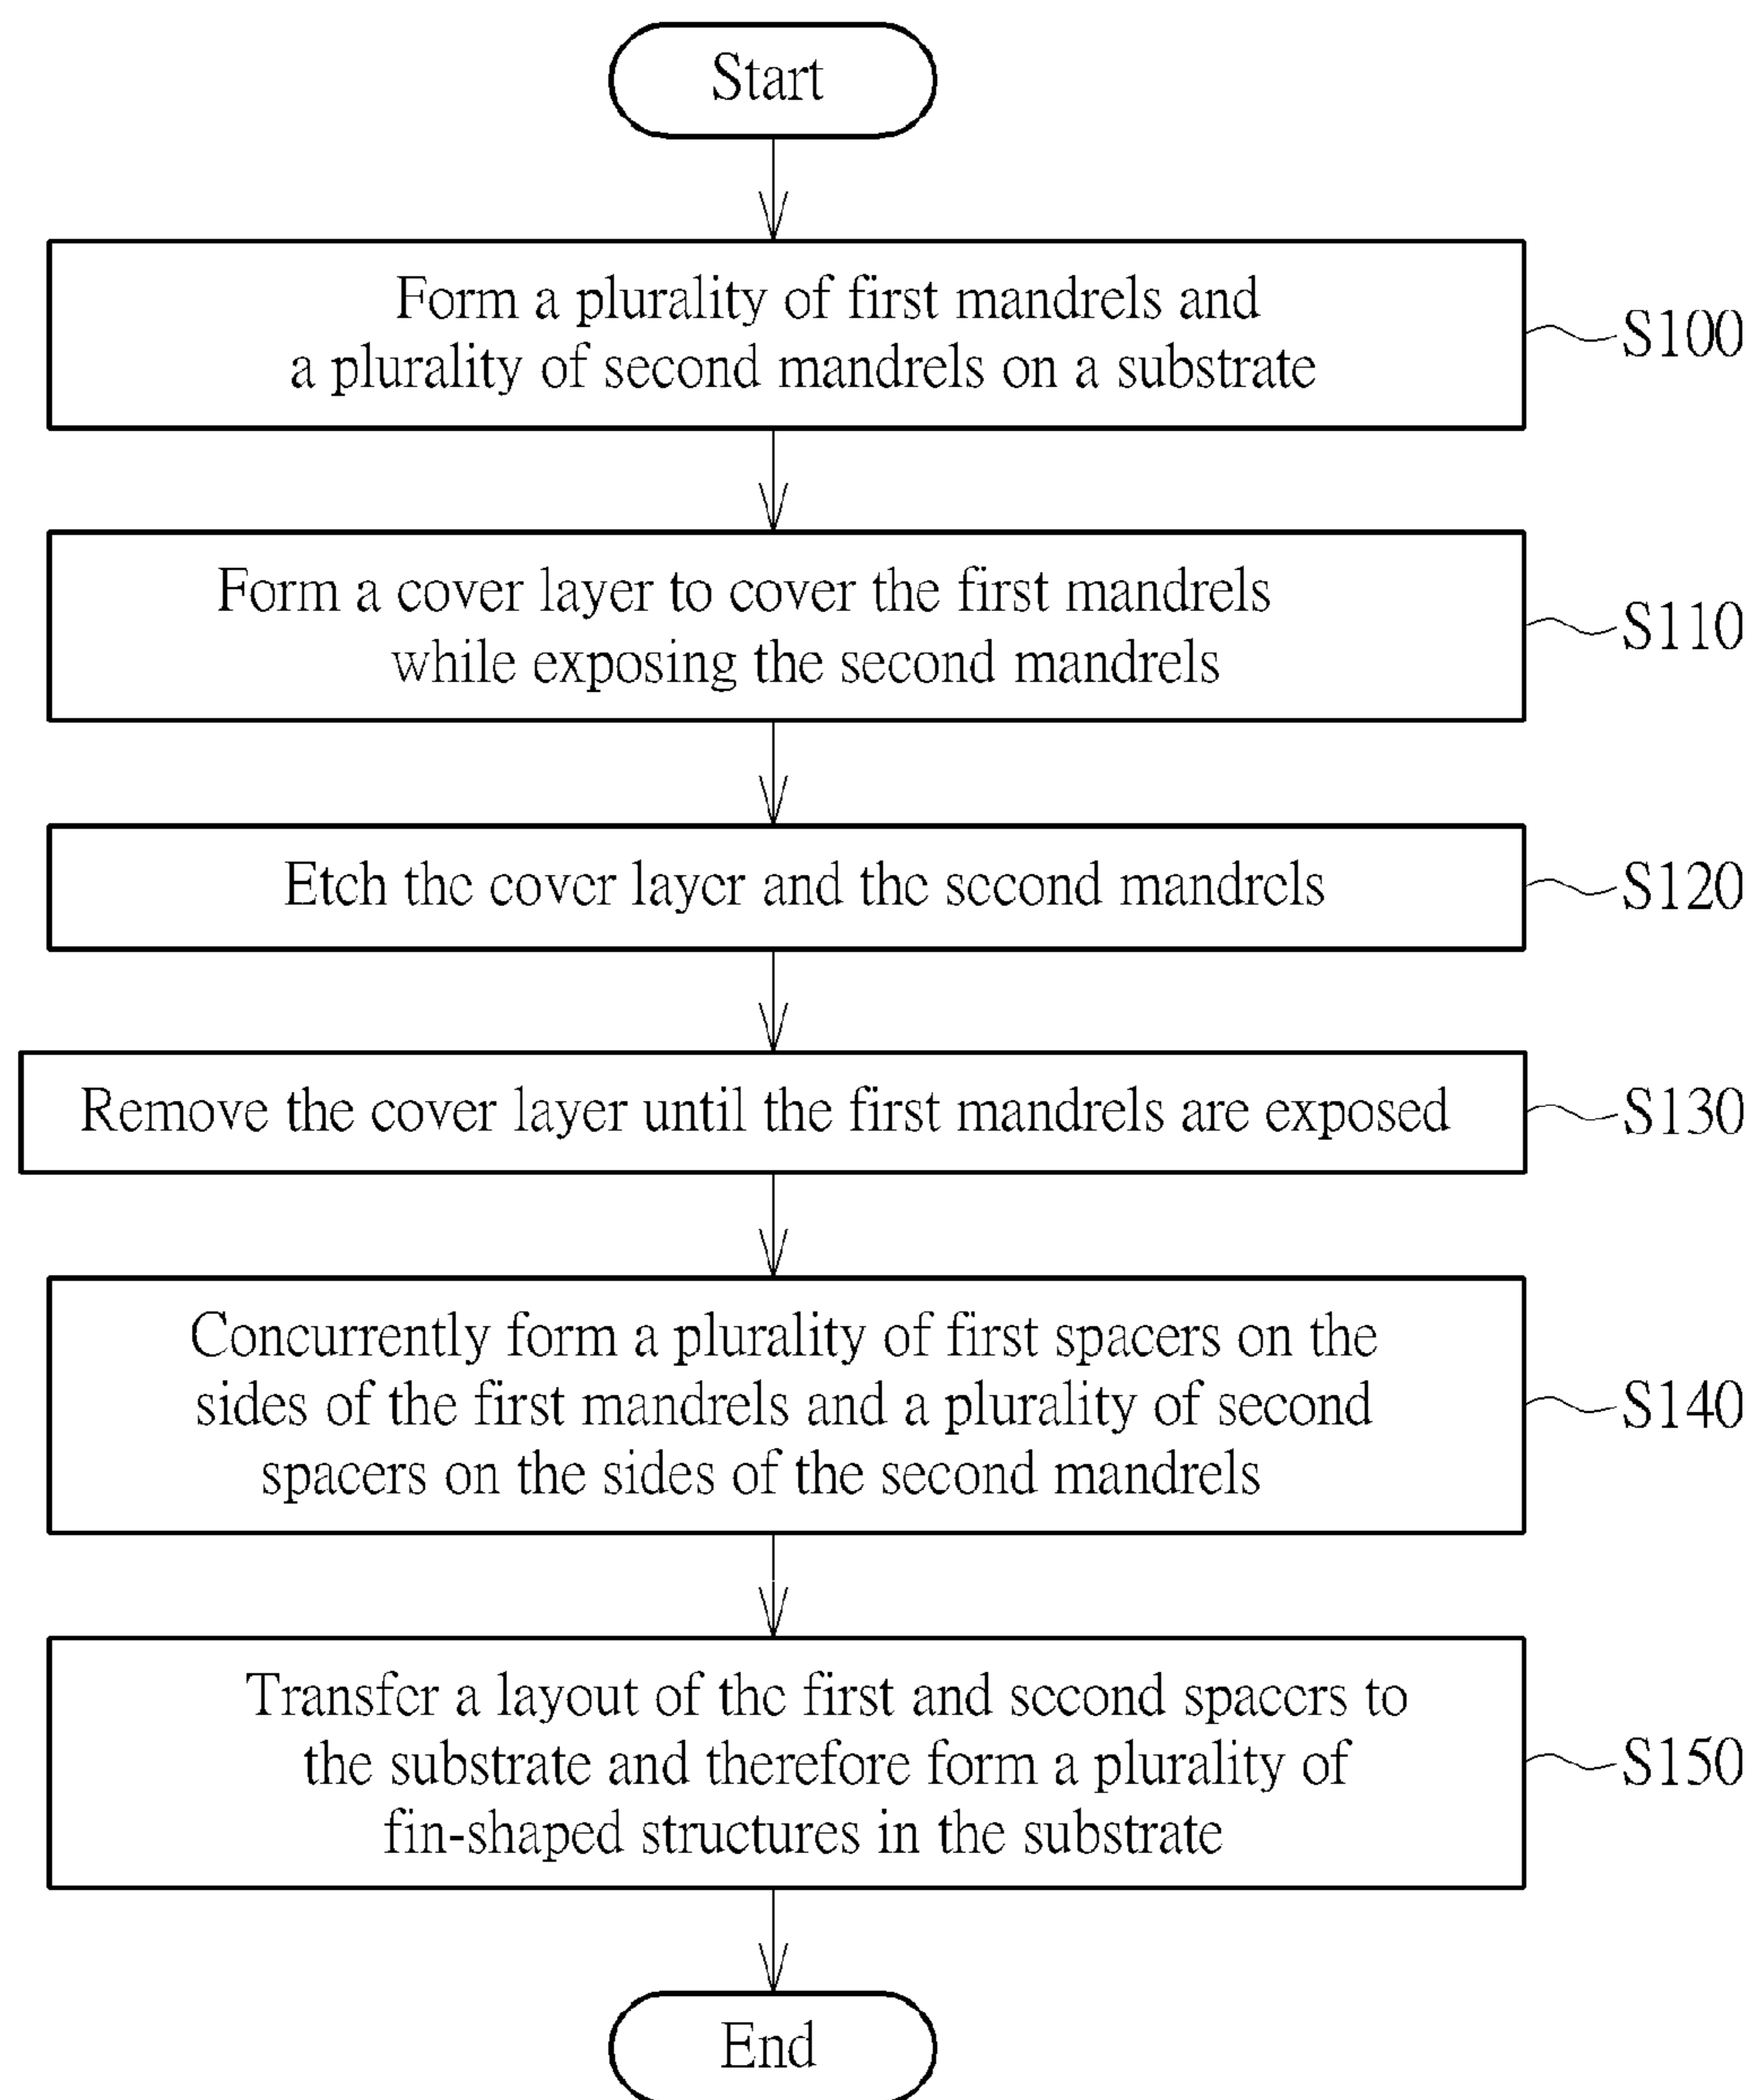 Start
Form a plurality of first mandrels and
a plurality of second mandrels on a substrate
S100
Form a cover layer to cover the first mandrels
while exposing the second mandrels
S110
Etch the cover layer and the second mandrels
S120
Remove the cover layer until the first mandrels are exposed
S130
Concurrently form a plurality of first spacers on the
sides of the first mandrels and a plurality of second
spacers on the sides of the second mandrels
S140
Transfer a layout of the first and second spacers to
the substrate and therefore form a plurality of
fin-shaped structures in the substrate
S150
End